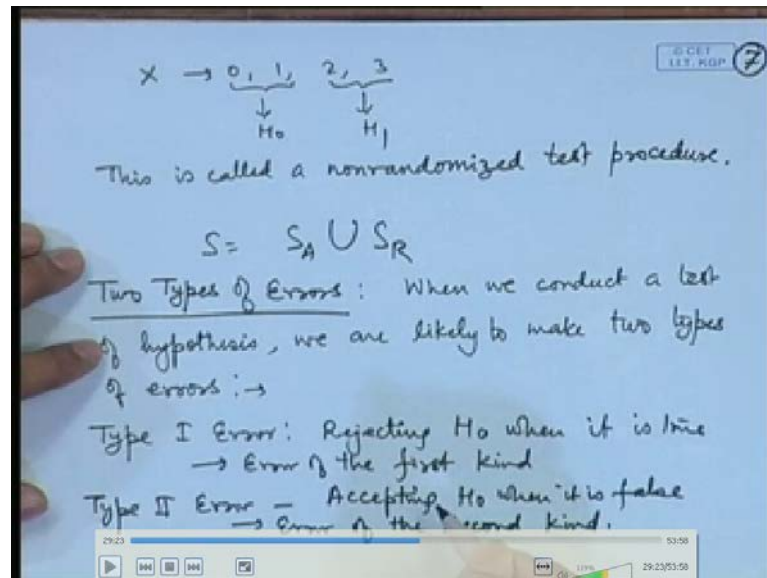 X → 0, 1, 2, 3
© CET
I.I.T. KGP
7
↓ ↓
H₀ H₁
This is called a nonrandomized test procedure.
S = S_A ∪ S_R
Two Types of Errors : When we conduct a test
of hypothesis, we are likely to make two types
of errors : →
Type I Error : Rejecting H₀ when it is true
→ Error of the first kind
Type II Error – Accepting H₀ when it is false
→ Error of the second kind.
29:23 53:58
129% 29:23/53:58